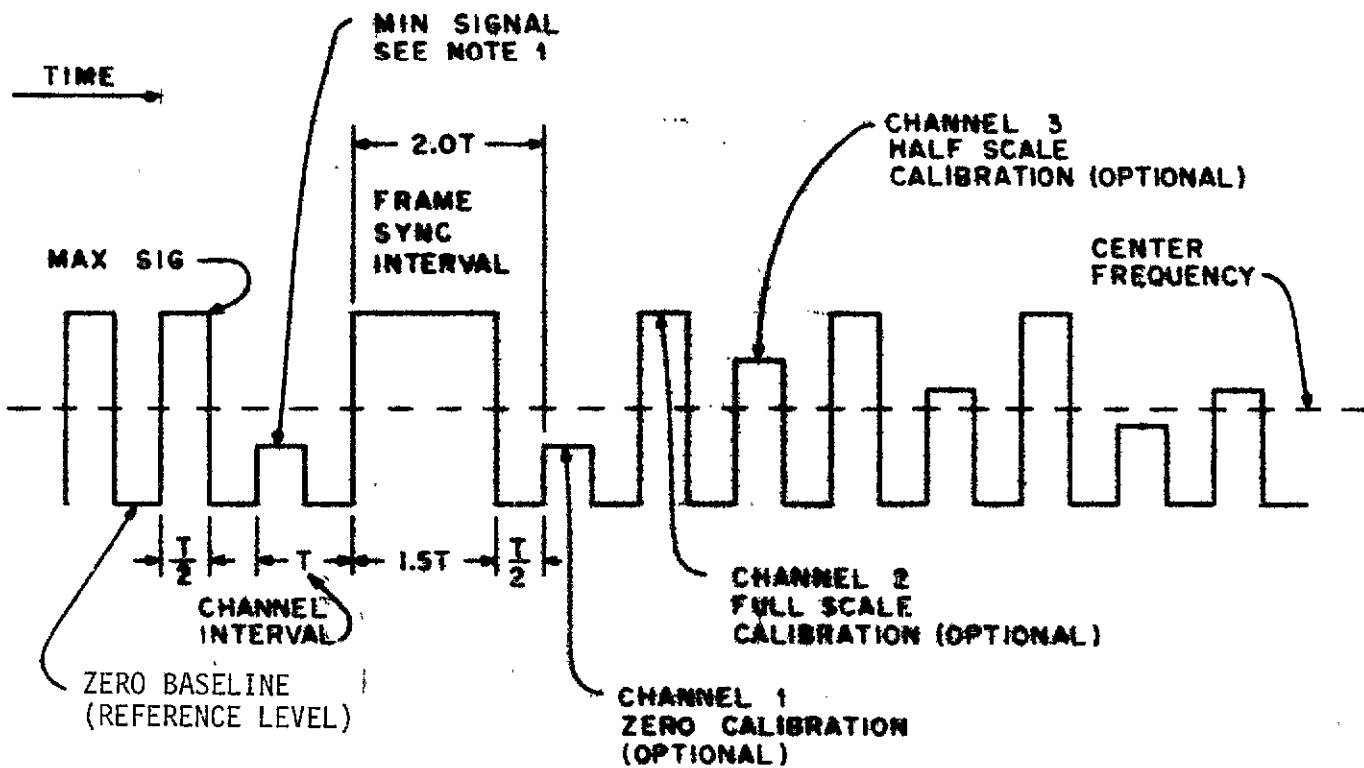 MIN SIGNAL
SEE NOTE 1
TIME
2.0T
CHANNEL 3
HALF SCALE
CALIBRATION (OPTIONAL)
FRAME
SYNC
INTERVAL
MAX SIG
CENTER
FREQUENCY
T/2
T
1.5T
T/2
CHANNEL
INTERVAL
CHANNEL 2
FULL SCALE
CALIBRATION (OPTIONAL)
ZERO BASELINE
(REFERENCE LEVEL)
CHANNEL 1
ZERO CALIBRATION
(OPTIONAL)